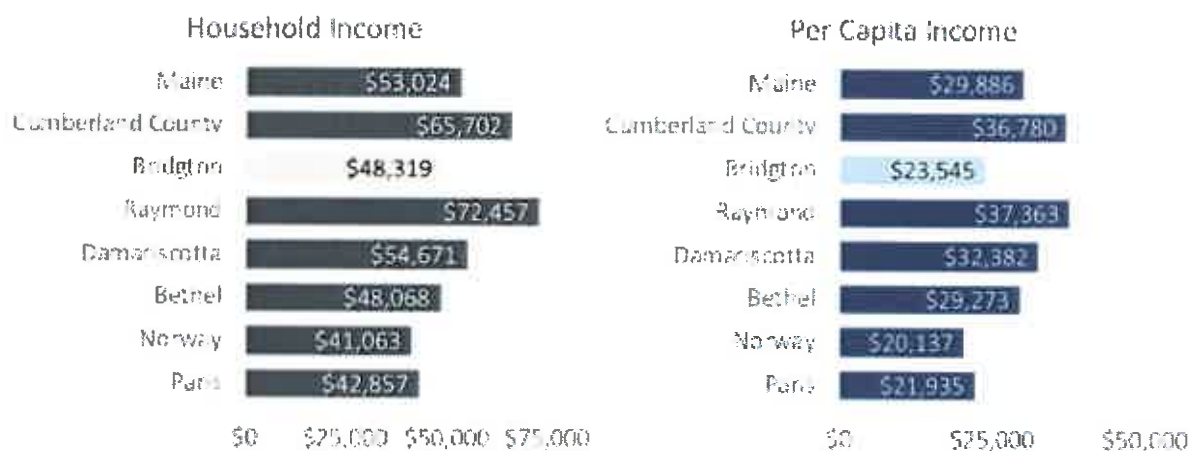 Household Income
Maine $53,024
Cumberland County $65,702
Bridgton $48,319
Raymond $72,457
Damariscotta $54,671
Bethel $48,068
Norway $41,063
Paris $42,857
$0 $25,000 $50,000 $75,000
Per Capita Income
Maine $29,886
Cumberland County $36,780
Bridgton $23,545
Raymond $37,363
Damariscotta $32,382
Bethel $29,273
Norway $20,137
Paris $21,935
$0 $25,000 $50,000